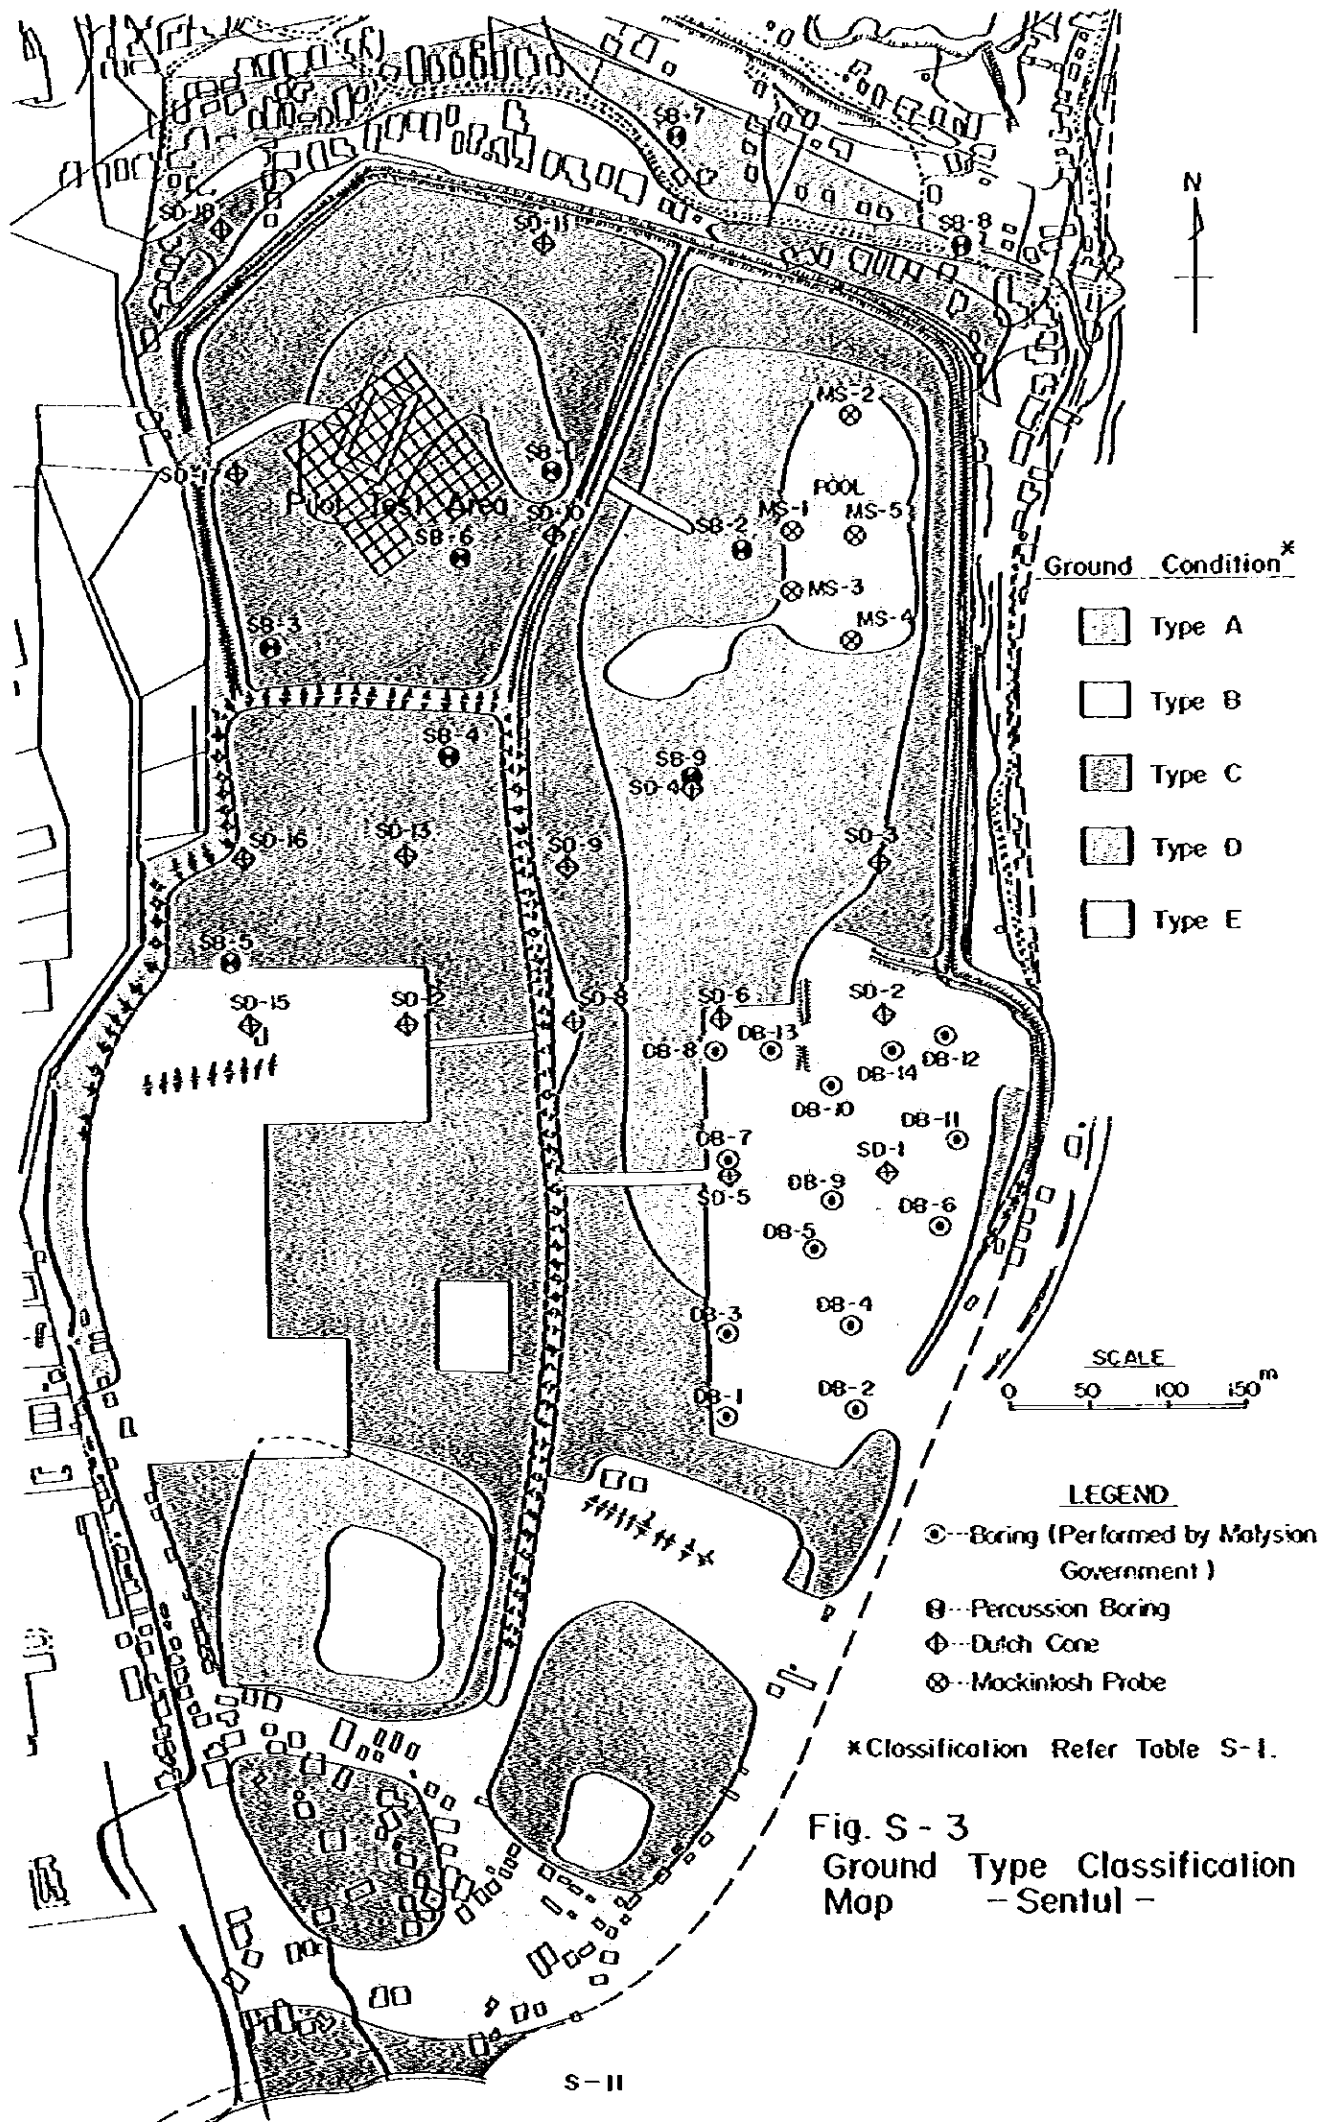 SB-7
SD-18
SD-11
SB-8
N
MS-2
SB-1
SD-17
POOL
Pilot Test Area
SD-10
SB-2
MS-1
MS-5
SB-6
Ground Condition*
MS-3
Type A
SB-3
MS-4
Type B
SB-4
SB-9
Type C
SD-4
SD-16
SD-13
SD-9
SD-3
Type D
Type E
SB-5
SD-15
SD-12
SD-8
SD-6
SD-2
DB-13
DB-8
DB-12
DB-14
DB-10
DB-11
DB-7
SD-1
SD-5
DB-9
DB-6
DB-5
DB-3
DB-4
SCALE
0 50 100 150m
DB-1
DB-2
LEGEND
Boring (Performed by Malysian
Government)
Percussion Boring
Dutch Cone
Mackintosh Probe
*Classification Refer Table S-1.
Fig. S - 3
Ground Type Classification
Map - Sentul -
S-11